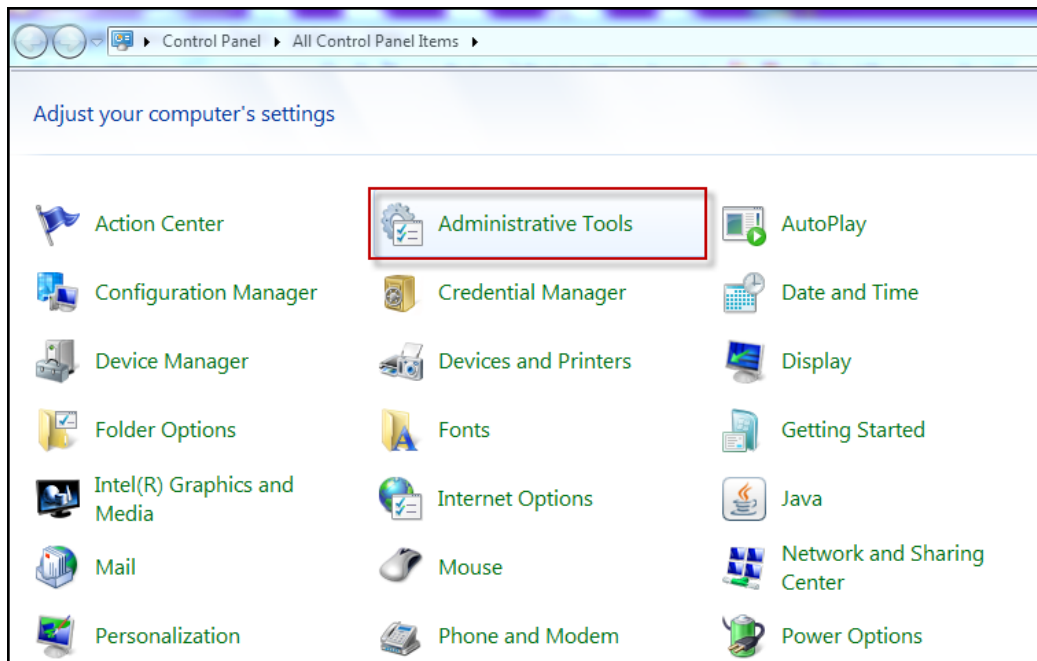 Control Panel All Control Panel Items
Adjust your computer's settings
Action Center
Administrative Tools
AutoPlay
Configuration Manager
Credential Manager
Date and Time
Device Manager
Devices and Printers
Display
Folder Options
Fonts
Getting Started
Intel(R) Graphics and
Media
Internet Options
Java
Mail
Mouse
Network and Sharing
Center
Personalization
Phone and Modem
Power Options